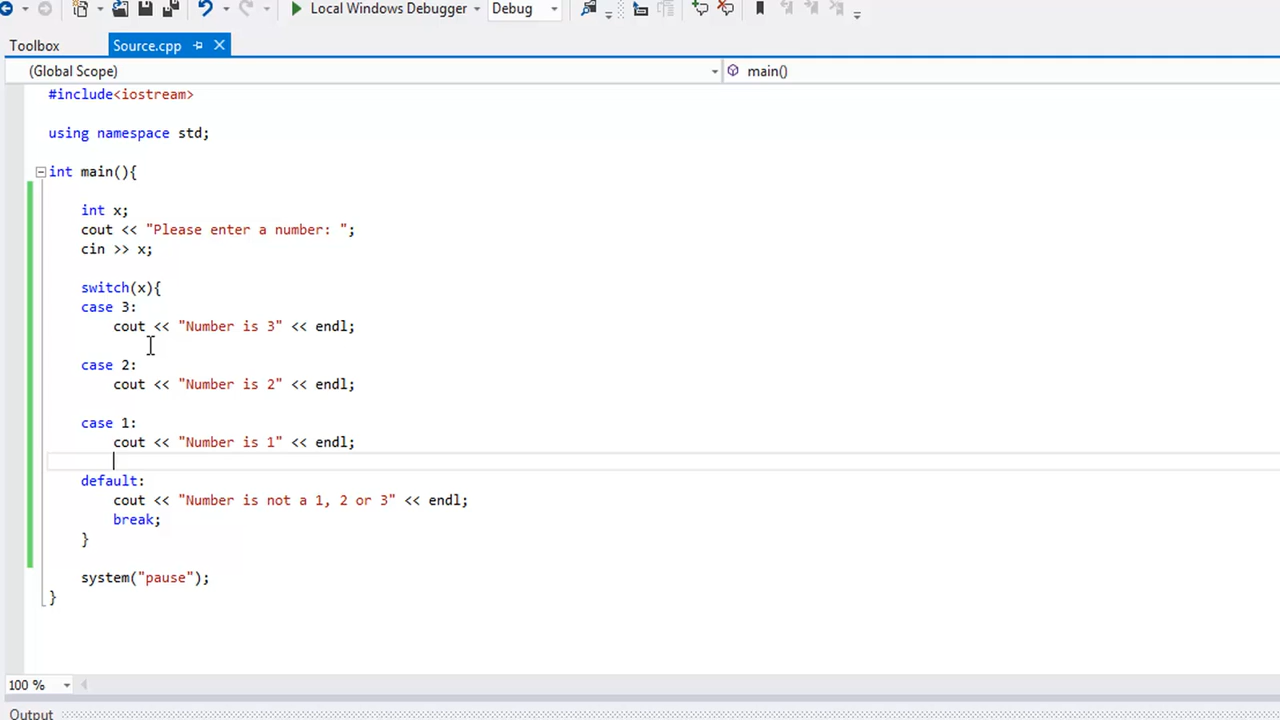 Local Windows Debugger Debug
Toolbox Source.cpp
(Global Scope) main()
#include<iostream>
using namespace std;
int main(){
int x;
cout << "Please enter a number: ";
cin >> x;
switch(x){
case 3:
cout << "Number is 3" << endl;
case 2:
cout << "Number is 2" << endl;
case 1:
cout << "Number is 1" << endl;
default:
cout << "Number is not a 1, 2 or 3" << endl;
break;
}
system("pause");
}
100 %
Output